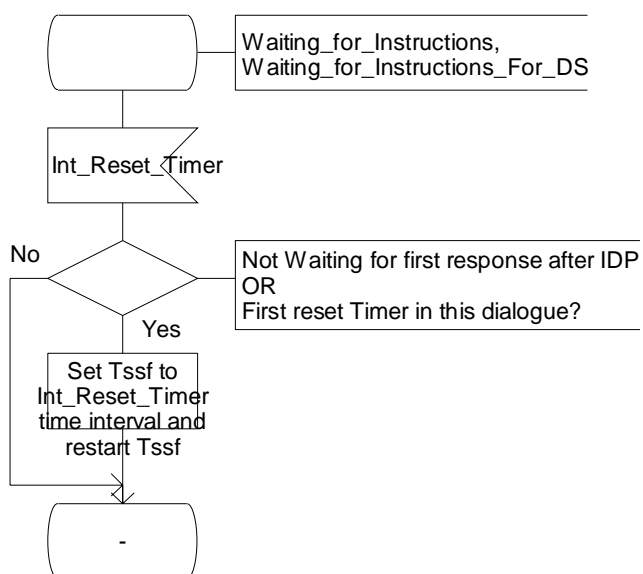 Waiting_for_Instructions,
Waiting_for_Instructions_For_DS
Int_Reset_Timer
No
Not Waiting for first response after IDP
OR
First reset Timer in this dialogue?
Yes
Set Tssf to
Int_Reset_Timer
time interval and
restart Tssf
-